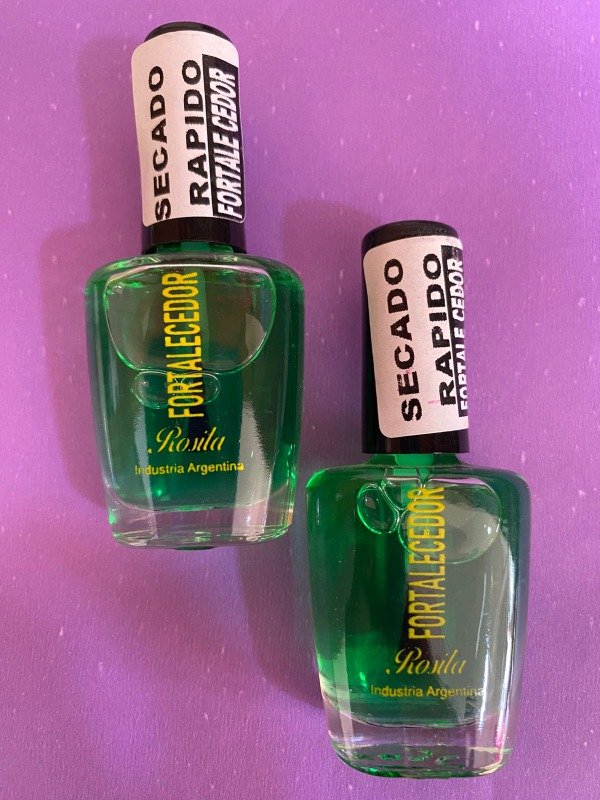 SECADO
RAPIDO
FORTALE CEDOR
FORTALECEDOR
Rosita
Industria Argentina
SECADO
RAPIDO
FORTALE CEDOR
FORTALECEDOR
Rosita
Industria Argentina